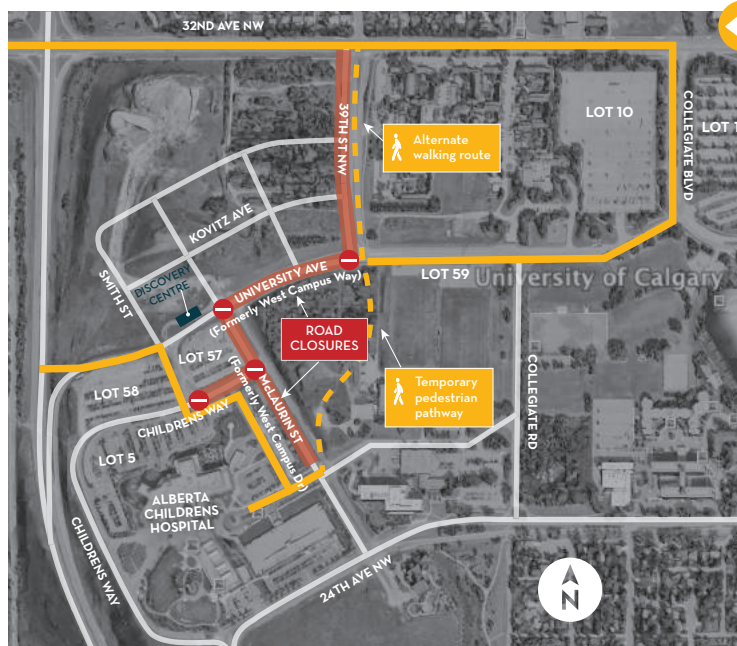 32ND AVE NW
39TH ST NW
Alternate
walking route
LOT 10
COLLEGIATE BLVD
LOT 1
KOVITZ AVE
SMITH ST
DISCOVERY
CENTRE
UNIVERSITY AVE
(Formerly West Campus Way)
LOT 59
University of Calgary
ROAD
CLOSURES
LOT 57
McLAURIN ST
(Formerly West Campus Dr)
LOT 58
CHILDRENS WAY
Temporary
pedestrian
pathway
COLLEGIATE RD
LOT 5
ALBERTA
CHILDRENS
HOSPITAL
CHILDRENS WAY
24TH AVE NW
N